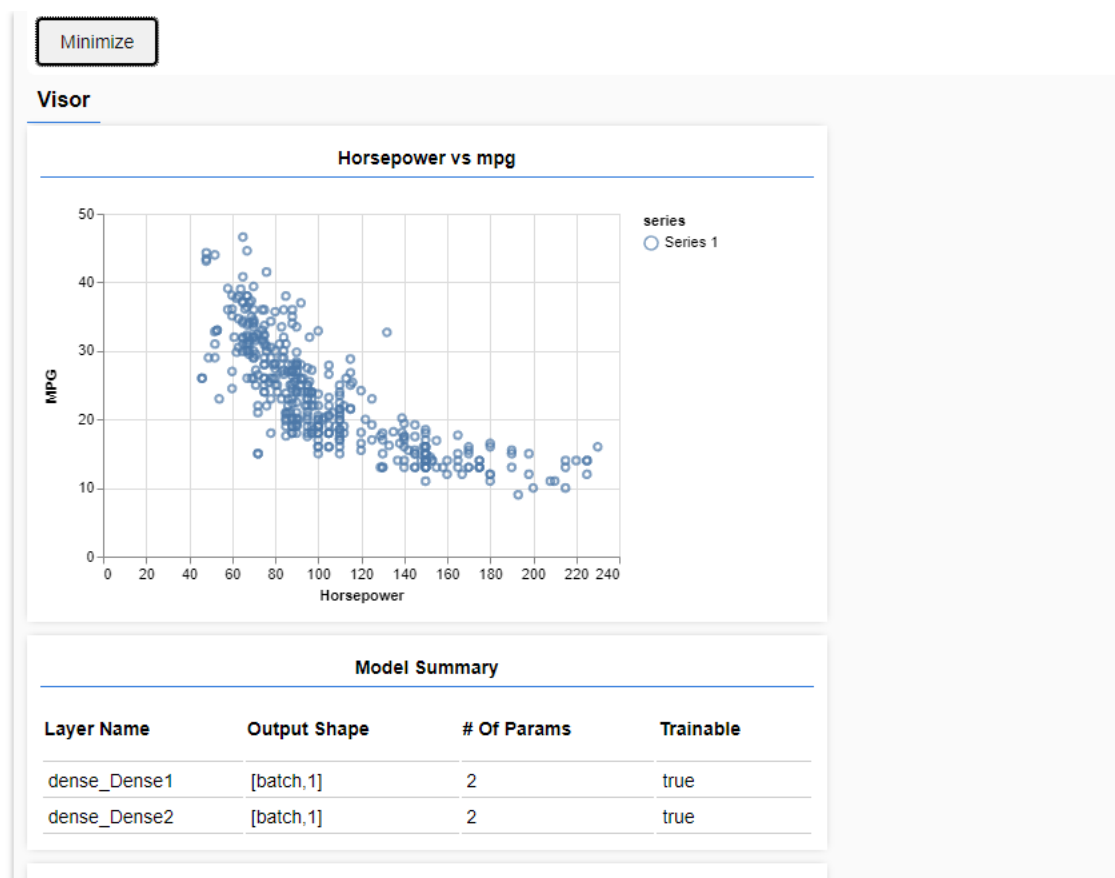 Minimize
Visor
Horsepower vs mpg
50
40
30
20
10
0
MPG
0 20 40 60 80 100 120 140 160 180 200 220 240
Horsepower
series
Series 1
Model Summary
Layer Name Output Shape # Of Params Trainable
dense_Dense1 [batch,1] 2 true
dense_Dense2 [batch,1] 2 true